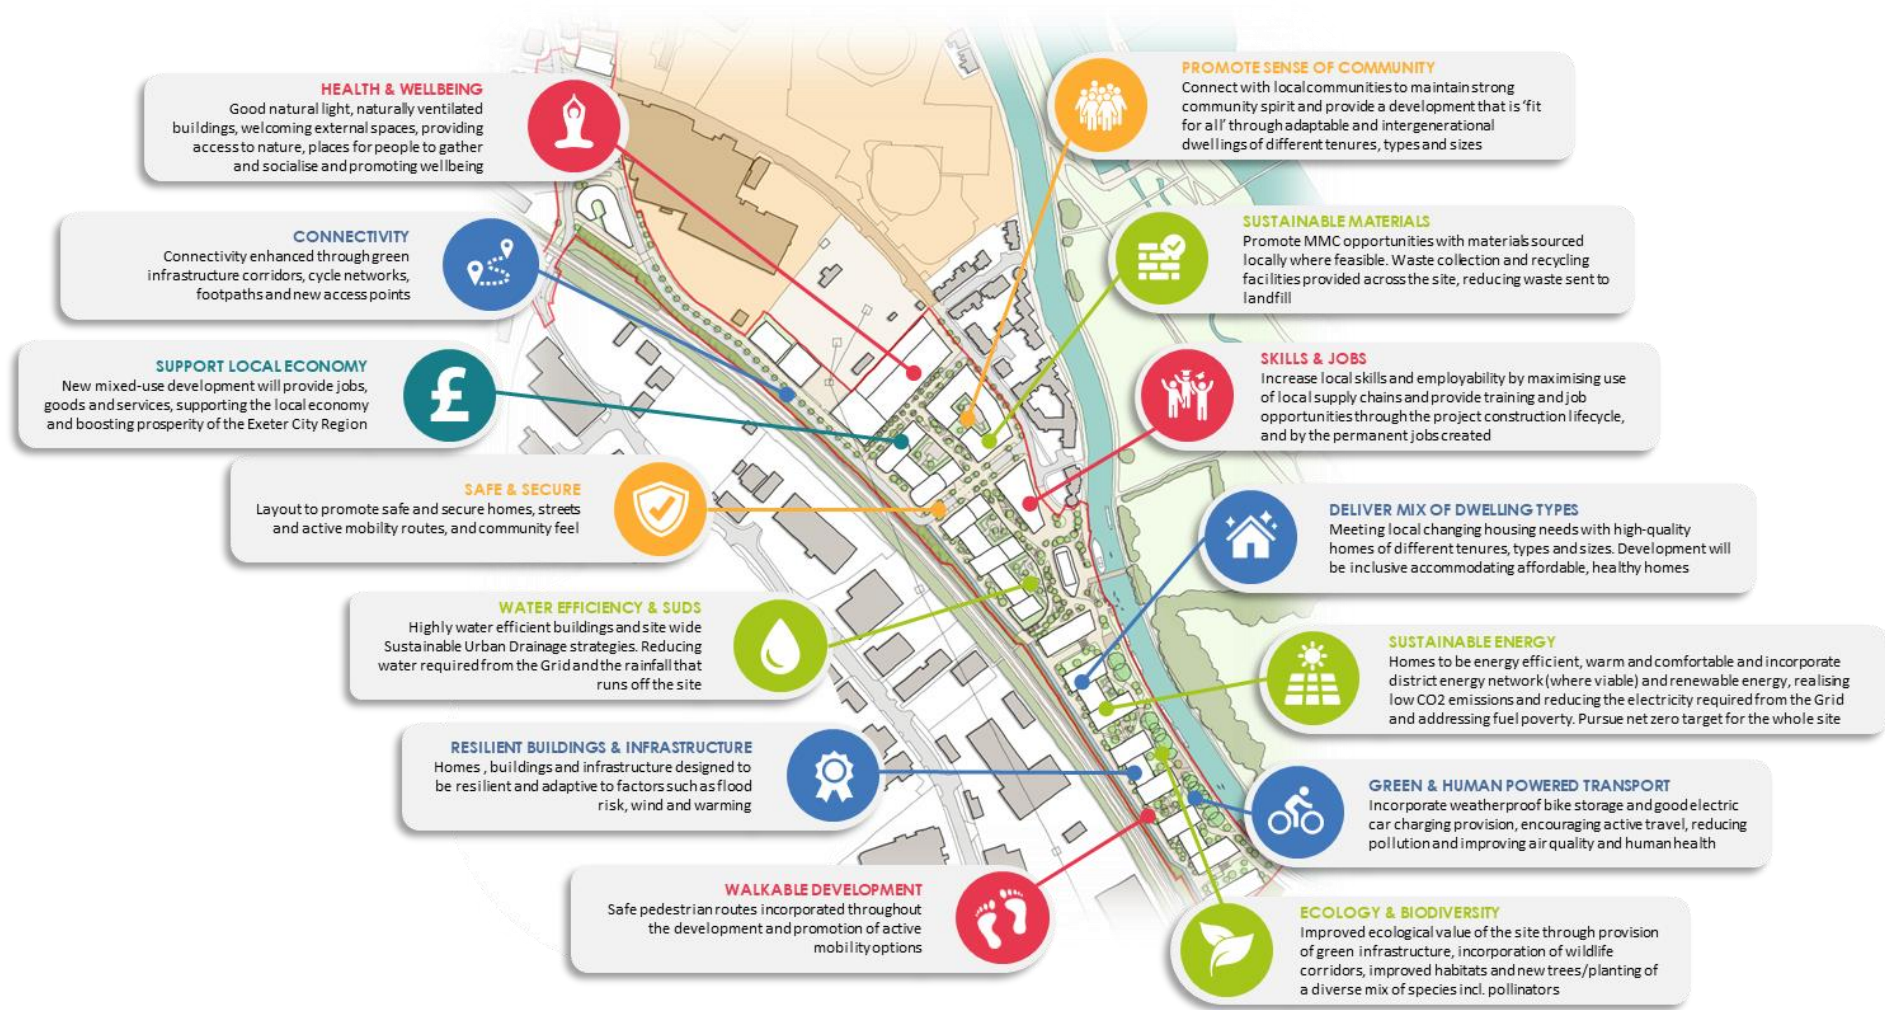 HEALTH & WELLBEING
Good natural light, naturally ventilated
buildings, welcoming external spaces, providing
access to nature, places for people to gather
and socialise and promoting wellbeing
CONNECTIVITY
Connectivity enhanced through green
infrastructure corridors, cycle networks,
footpaths and new access points
SUPPORT LOCAL ECONOMY
New mixed-use development will provide jobs,
goods and services, supporting the local economy
and boosting prosperity of the Exeter City Region
£
SAFE & SECURE
Layout to promote safe and secure homes, streets
and active mobility routes, and community feel
WATER EFFICIENCY & SUDS
Highly water efficient buildings and site wide
Sustainable Urban Drainage strategies. Reducing
water required from the Grid and the rainfall that
runs off the site
RESILIENT BUILDINGS & INFRASTRUCTURE
Homes , buildings and infrastructure designed to
be resilient and adaptive to factors such as flood
risk, wind and warming
WALKABLE DEVELOPMENT
Safe pedestrian routes incorporated throughout
the development and promotion of active
mobility options
PROMOTE SENSE OF COMMUNITY
Connect with local communities to maintain strong
community spirit and provide a development that is ‘fit
for all’ through adaptable and intergenerational
dwellings of different tenures, types and sizes
SUSTAINABLE MATERIALS
Promote MMC opportunities with materials sourced
locally where feasible. Waste collection and recycling
facilities provided across the site, reducing waste sent to
landfill
SKILLS & JOBS
Increase local skills and employability by maximising use
of local supply chains and provide training and job
opportunities through the project construction lifecycle,
and by the permanent jobs created
DELIVER MIX OF DWELLING TYPES
Meeting local changing housing needs with high-quality
homes of different tenures, types and sizes. Development will
be inclusive accommodating affordable, healthy homes
SUSTAINABLE ENERGY
Homes to be energy efficient, warm and comfortable and incorporate
district energy network (where viable) and renewable energy, realising
low CO2 emissions and reducing the electricity required from the Grid
and addressing fuel poverty. Pursue net zero target for the whole site
GREEN & HUMAN POWERED TRANSPORT
Incorporate weatherproof bike storage and good electric
car charging provision, encouraging active travel, reducing
pollution and improving air quality and human health
ECOLOGY & BIODIVERSITY
Improved ecological value of the site through provision
of green infrastructure, incorporation of wildlife
corridors, improved habitats and new trees/planting of
a diverse mix of species incl. pollinators